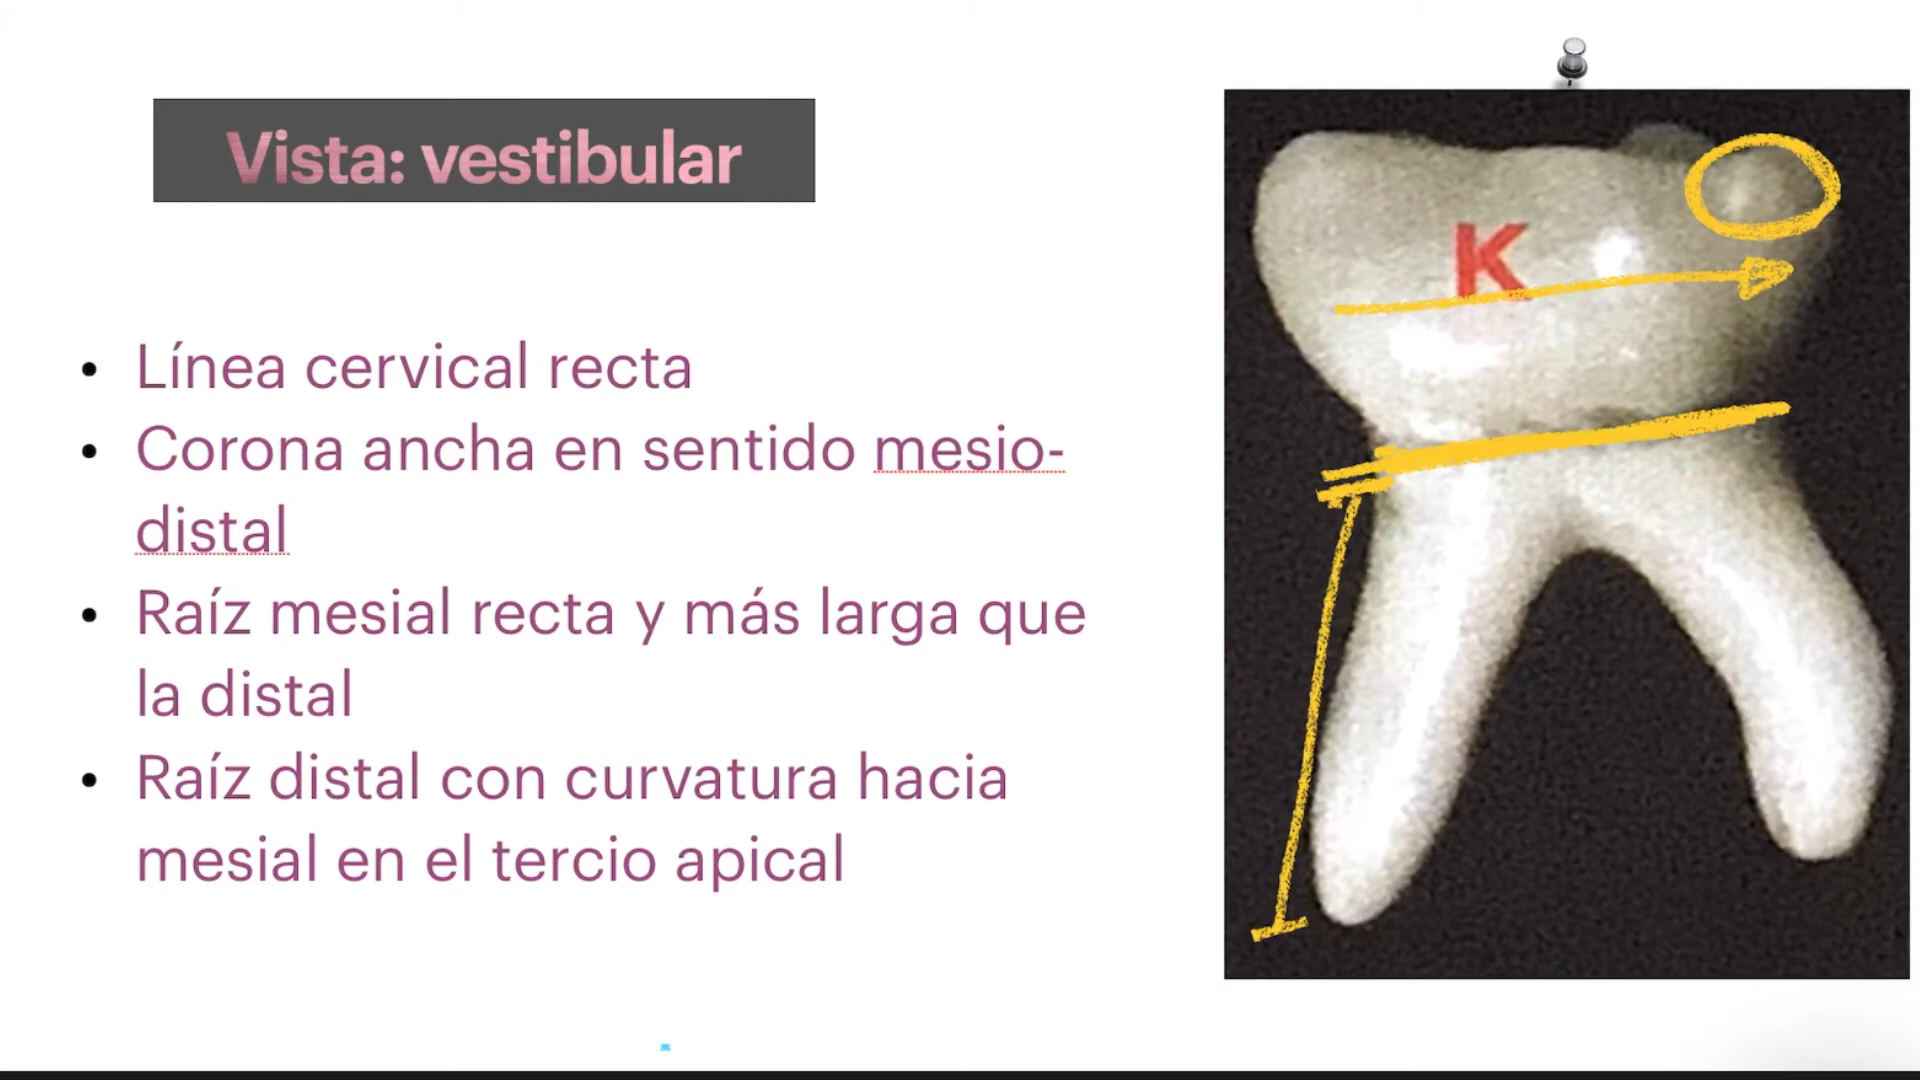 Vista: vestibular
Línea cervical recta
Corona ancha en sentido mesio-
distal
Raíz mesial recta y más larga que
la distal
Raíz distal con curvatura hacia
mesial en el tercio apical
K